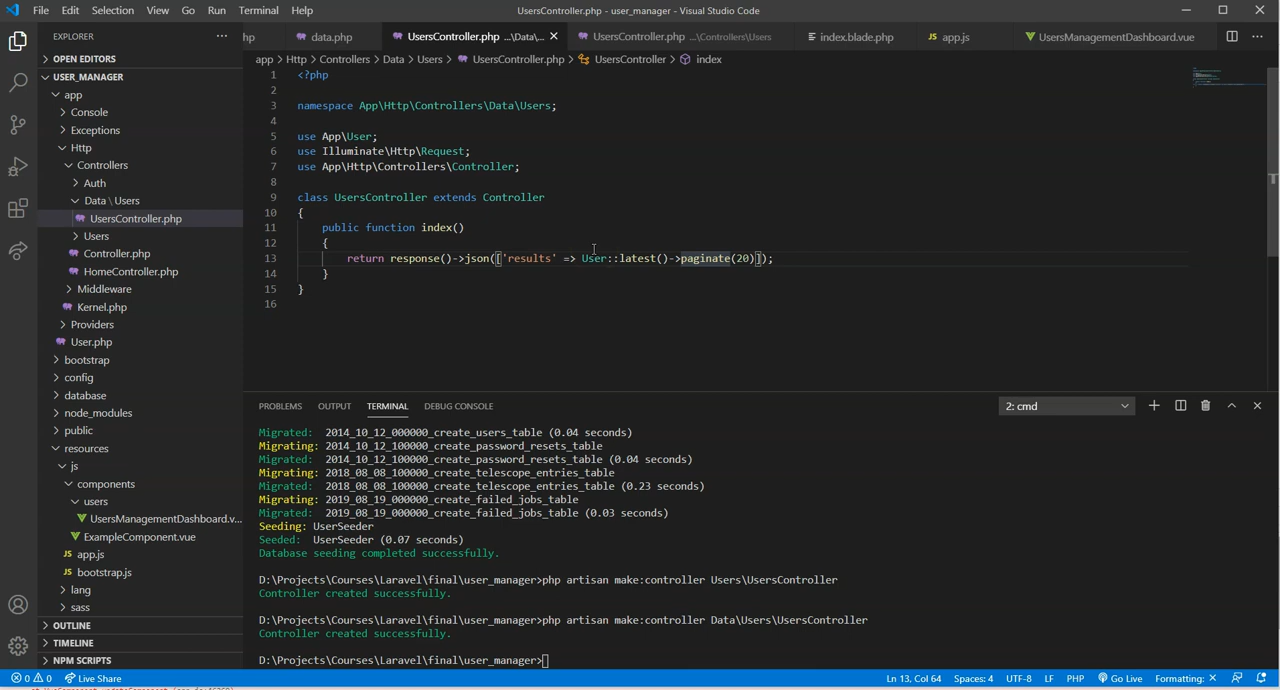 File Edit Selection View Go Run Terminal Help
UsersController.php - user_manager - Visual Studio Code
EXPLORER
OPEN EDITORS
USER_MANAGER
app
Console
Exceptions
Http
Controllers
Auth
Data \ Users
UsersController.php
Users
Controller.php
HomeController.php
Middleware
Kernel.php
Providers
User.php
bootstrap
config
database
node_modules
public
resources
js
components
users
UsersManagementDashboard.v...
ExampleComponent.vue
app.js
bootstrap.js
lang
sass
OUTLINE
TIMELINE
NPM SCRIPTS
hp data.php UsersController.php ...\Data\... UsersController.php ...\Controllers\Users index.blade.php app.js UsersManagementDashboard.vue
app > Http > Controllers > Data > Users > UsersController.php > UsersController > index
1 <?php
2
3 namespace App\Http\Controllers\Data\Users;
4
5 use App\User;
6 use Illuminate\Http\Request;
7 use App\Http\Controllers\Controller;
8
9 class UsersController extends Controller
10 {
11 public function index()
12 {
13 return response()->json(['results' => User::latest()->paginate(20)]);
14 }
15 }
16
PROBLEMS OUTPUT TERMINAL DEBUG CONSOLE 2: cmd
Migrated: 2014_10_12_000000_create_users_table (0.04 seconds)
Migrating: 2014_10_12_100000_create_password_resets_table
Migrated: 2014_10_12_100000_create_password_resets_table (0.04 seconds)
Migrating: 2018_08_08_100000_create_telescope_entries_table
Migrated: 2018_08_08_100000_create_telescope_entries_table (0.23 seconds)
Migrating: 2019_08_19_000000_create_failed_jobs_table
Migrated: 2019_08_19_000000_create_failed_jobs_table (0.03 seconds)
Seeding: UserSeeder
Seeded: UserSeeder (0.07 seconds)
Database seeding completed successfully.
D:\Projects\Courses\Laravel\final\user_manager>php artisan make:controller Users\UsersController
Controller created successfully.
D:\Projects\Courses\Laravel\final\user_manager>php artisan make:controller Data\Users\UsersController
Controller created successfully.
D:\Projects\Courses\Laravel\final\user_manager>
0 0 Live Share
Ln 13, Col 64 Spaces: 4 UTF-8 LF PHP Go Live Formatting: ×